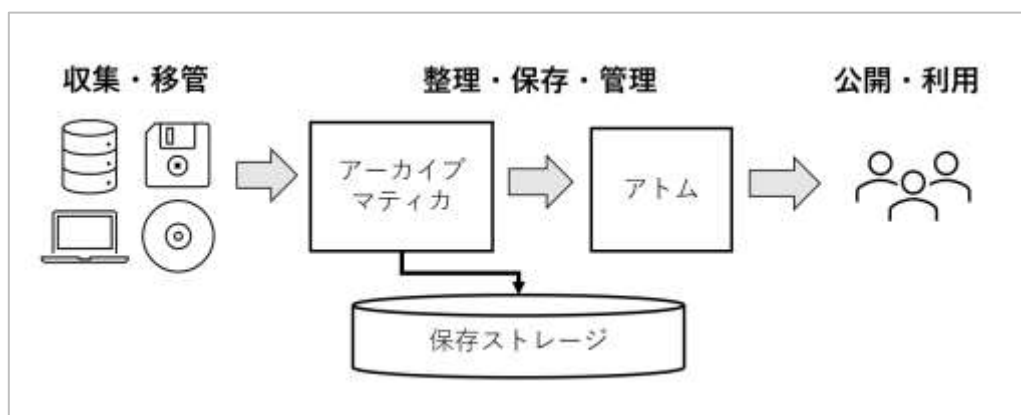 収集・移管
整理・保存・管理
公開・利用
アーカイブ
マティカ
アトム
保存ストレージ